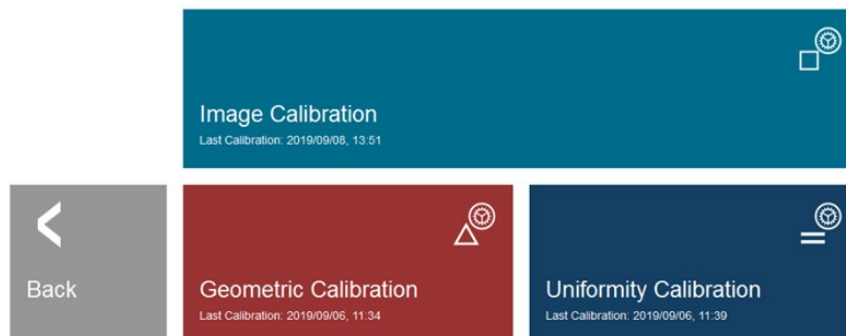 Image Calibration
Last Calibration: 2019/09/08, 13:51
Back
Geometric Calibration
Last Calibration: 2019/09/06, 11:34
Uniformity Calibration
Last Calibration: 2019/09/06, 11:39